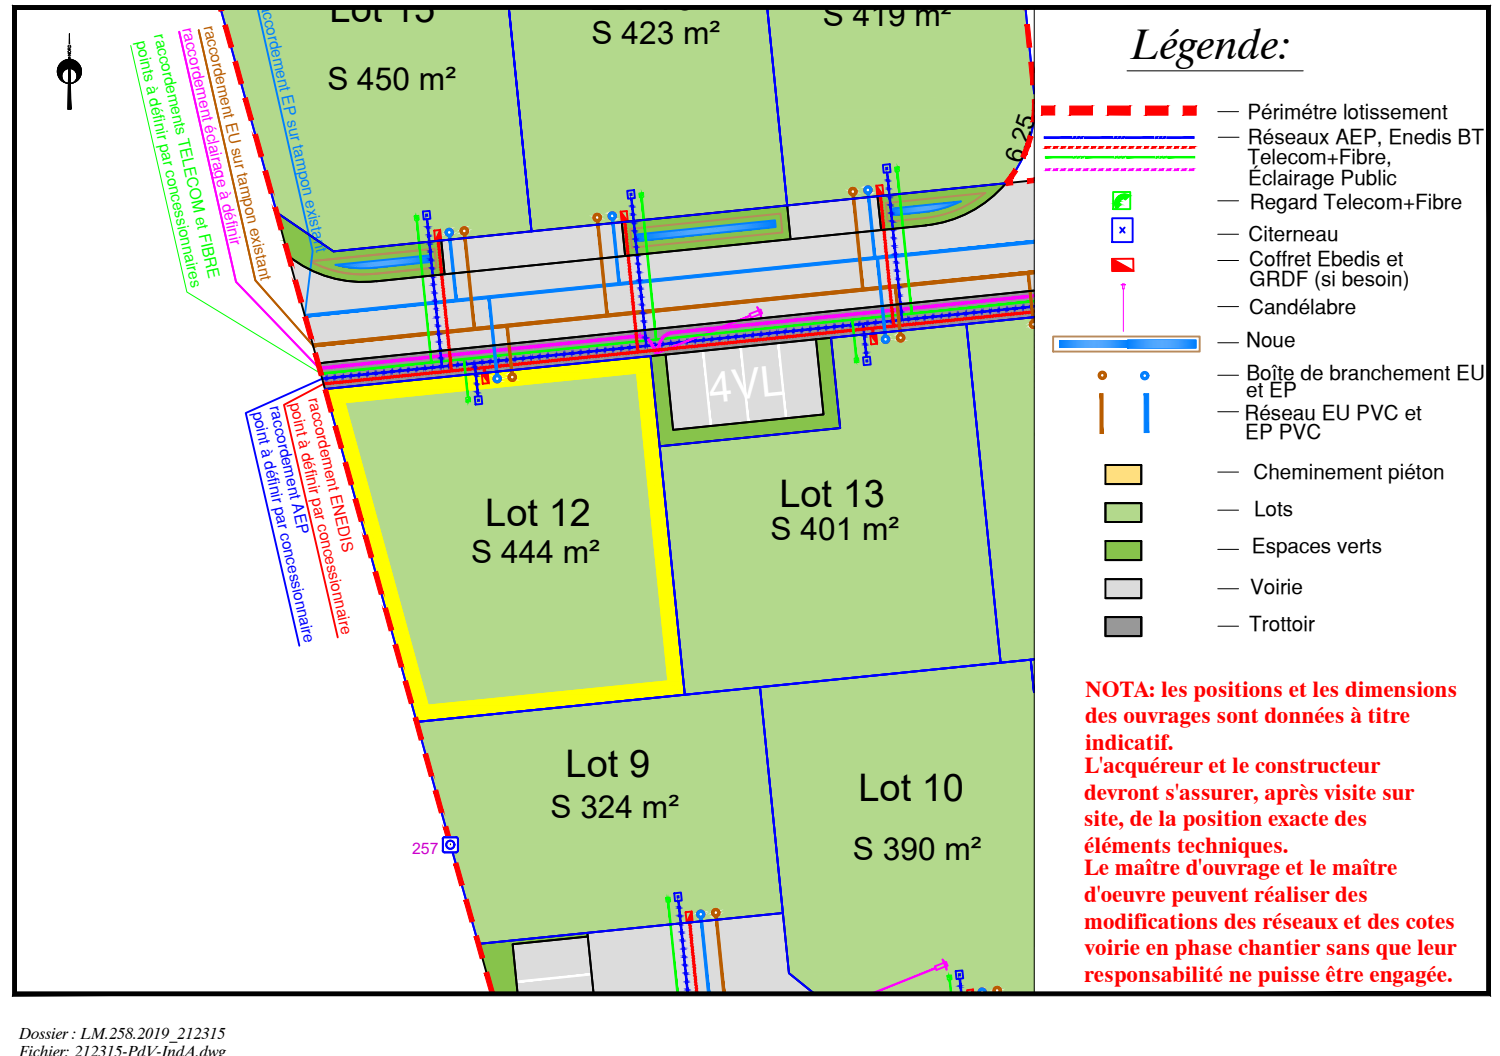 Lot 15
S 450 m²
S 423 m²
S 419 m²
6.25
raccordements TELECOM et FIBRE
points à définir par concessionnaires
raccordement éclairage à définir
raccordement EU sur tampon existant
raccordement EP sur tampon existant
raccordement ENEDIS
point à définir par concessionnaire
raccordement AEP
point à définir par concessionnaire
4VL
Lot 12
S 444 m²
Lot 13
S 401 m²
Lot 9
S 324 m²
Lot 10
S 390 m²
257
Légende:
Périmétre lotissement
Réseaux AEP, Enedis BT
Telecom+Fibre,
Éclairage Public
Regard Telecom+Fibre
Citerneau
Coffret Ebedis et
GRDF (si besoin)
Candélabre
Noue
Boîte de branchement EU
et EP
Réseau EU PVC et
EP PVC
Cheminement piéton
Lots
Espaces verts
Voirie
Trottoir
NOTA: les positions et les dimensions
des ouvrages sont données à titre
indicatif.
L'acquéreur et le constructeur
devront s'assurer, après visite sur
site, de la position exacte des
éléments techniques.
Le maître d'ouvrage et le maître
d'oeuvre peuvent réaliser des
modifications des réseaux et des cotes
voirie en phase chantier sans que leur
responsabilité ne puisse être engagée.
Dossier : LM.258.2019_212315
Fichier: 212315-PdV-IndA.dwg